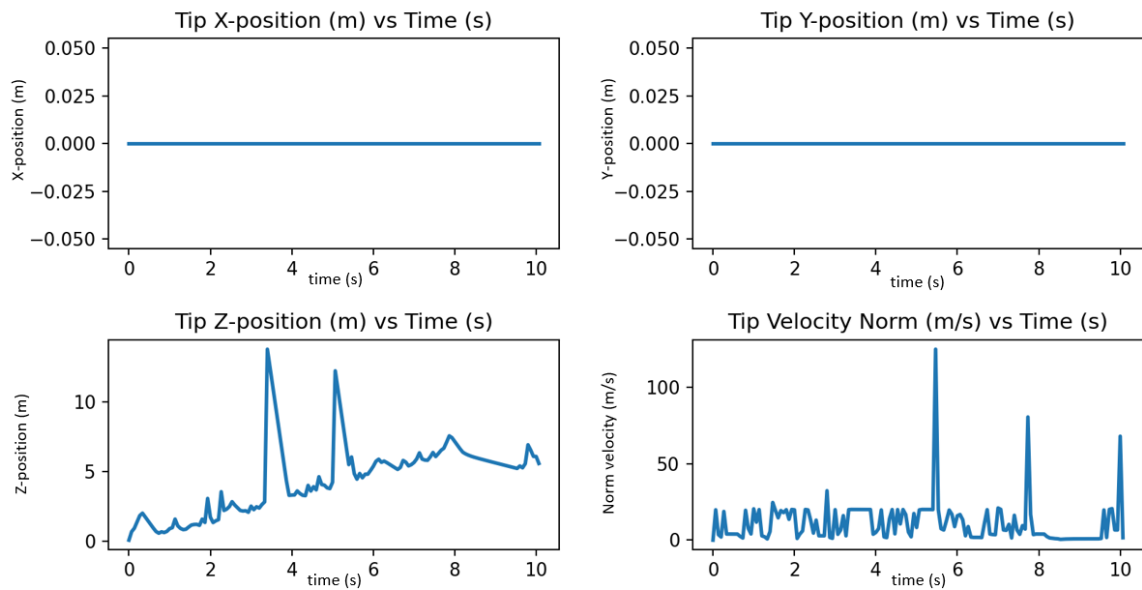 Tip X-position (m) vs Time (s)
X-position (m)
0.050
0.025
0.000
−0.025
−0.050
0 2 4 6 8 10
time (s)
Tip Y-position (m) vs Time (s)
Y-position (m)
0.050
0.025
0.000
−0.025
−0.050
0 2 4 6 8 10
time (s)
Tip Z-position (m) vs Time (s)
Z-position (m)
10
5
0
0 2 4 6 8 10
time (s)
Tip Velocity Norm (m/s) vs Time (s)
Norm velocity (m/s)
100
50
0
0 2 4 6 8 10
time (s)